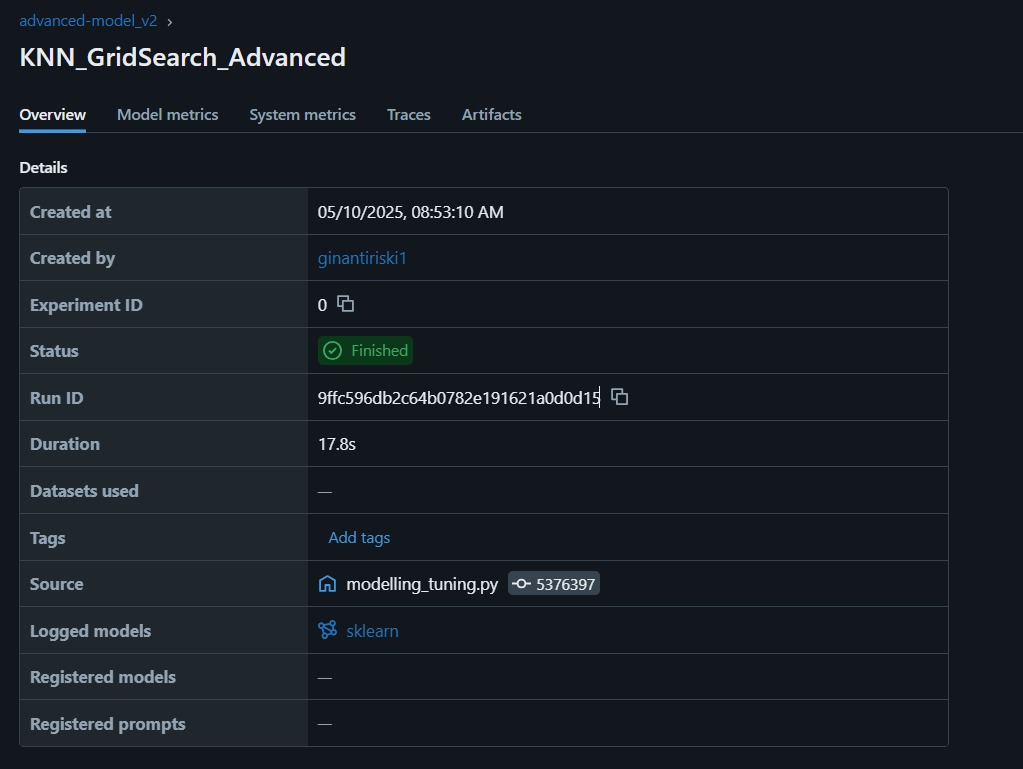 advanced-model_v2 ›
KNN_GridSearch_Advanced
Overview Model metrics System metrics Traces Artifacts
Details
Created at 05/10/2025, 08:53:10 AM
Created by ginantiriski1
Experiment ID 0
Status Finished
Run ID 9ffc596db2c64b0782e191621a0d0d15
Duration 17.8s
Datasets used —
Tags Add tags
Source modelling_tuning.py 5376397
Logged models sklearn
Registered models —
Registered prompts —